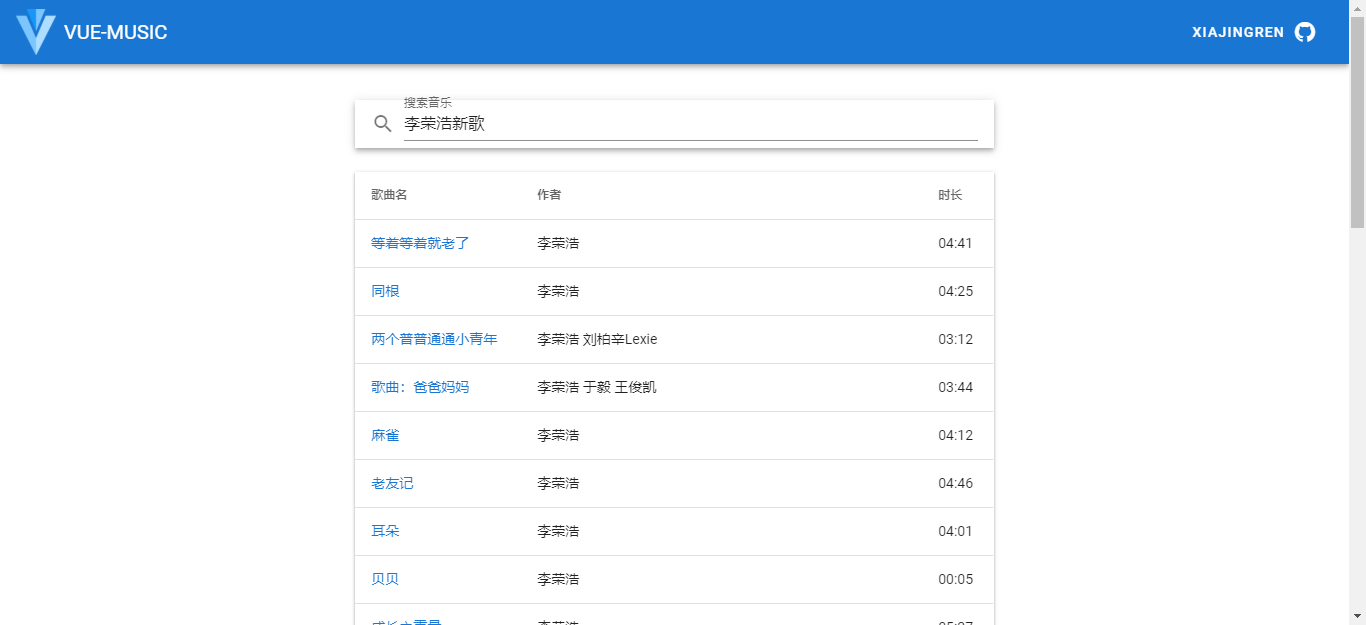 VUE-MUSIC
XIAJINGREN
搜索音乐
李荣浩新歌
歌曲名 作者 时长
等着等着就老了 李荣浩 04:41
同根 李荣浩 04:25
两个普普通通小青年 李荣浩 刘柏辛Lexie 03:12
歌曲：爸爸妈妈 李荣浩 于毅 王俊凯 03:44
麻雀 李荣浩 04:12
老友记 李荣浩 04:46
耳朵 李荣浩 04:01
贝贝 李荣浩 00:05
李荣浩